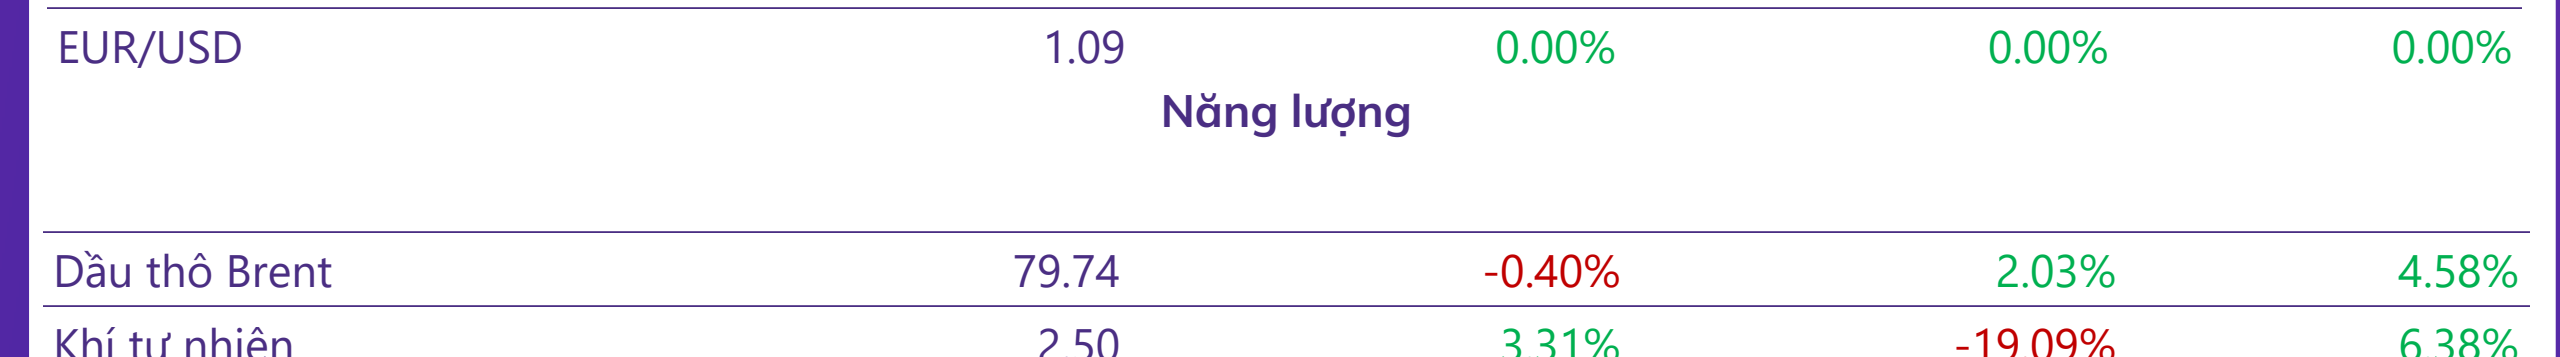 EUR/USD 1.09 0.00% 0.00% 0.00%
Năng lượng
Dầu thô Brent 79.74 -0.40% 2.03% 4.58%
Khí tự nhiên 2.50 3.31% -19.09% 6.38%